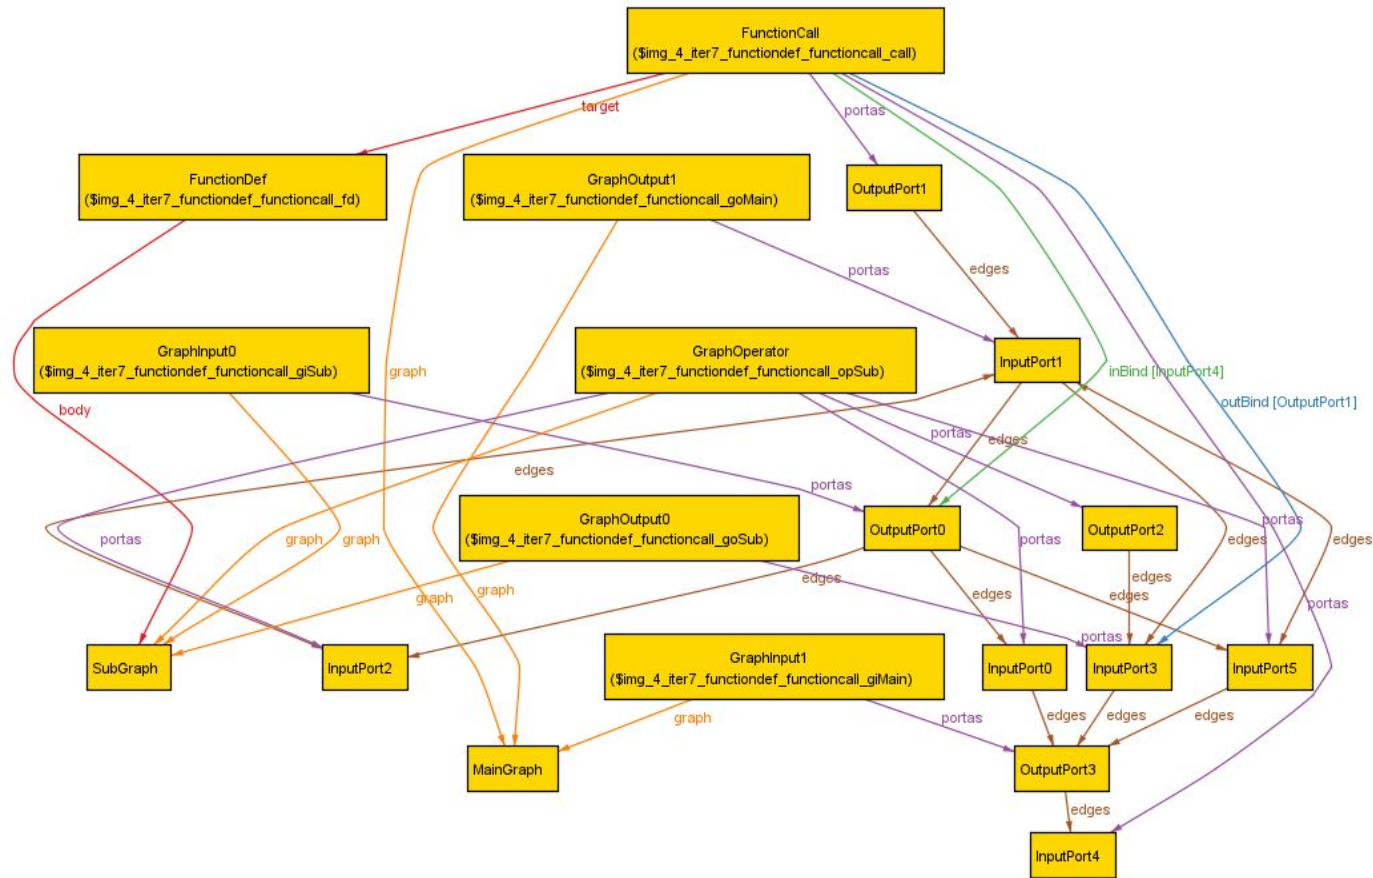 FunctionCall
($img_4_iter7_functiondef_functioncall_call)
target
portas
FunctionDef
($img_4_iter7_functiondef_functioncall_fd)
GraphOutput1
($img_4_iter7_functiondef_functioncall_goMain)
OutputPort1
portas
edges
GraphInput0
($img_4_iter7_functiondef_functioncall_giSub)
GraphOperator
($img_4_iter7_functiondef_functioncall_opSub)
InputPort1
graph
inBind [InputPort4]
body
outBind [OutputPort1]
portas
edges
edges
portas
GraphOutput0
($img_4_iter7_functiondef_functioncall_goSub)
OutputPort0
OutputPort2
portas
portas
graph
graph
portas
edges
edges
edges
edges
edges
edges
graph
graph
portas
portas
SubGraph
InputPort2
GraphInput1
($img_4_iter7_functiondef_functioncall_giMain)
InputPort0
InputPort3
InputPort5
graph
portas
edges
edges
edges
MainGraph
OutputPort3
edges
InputPort4